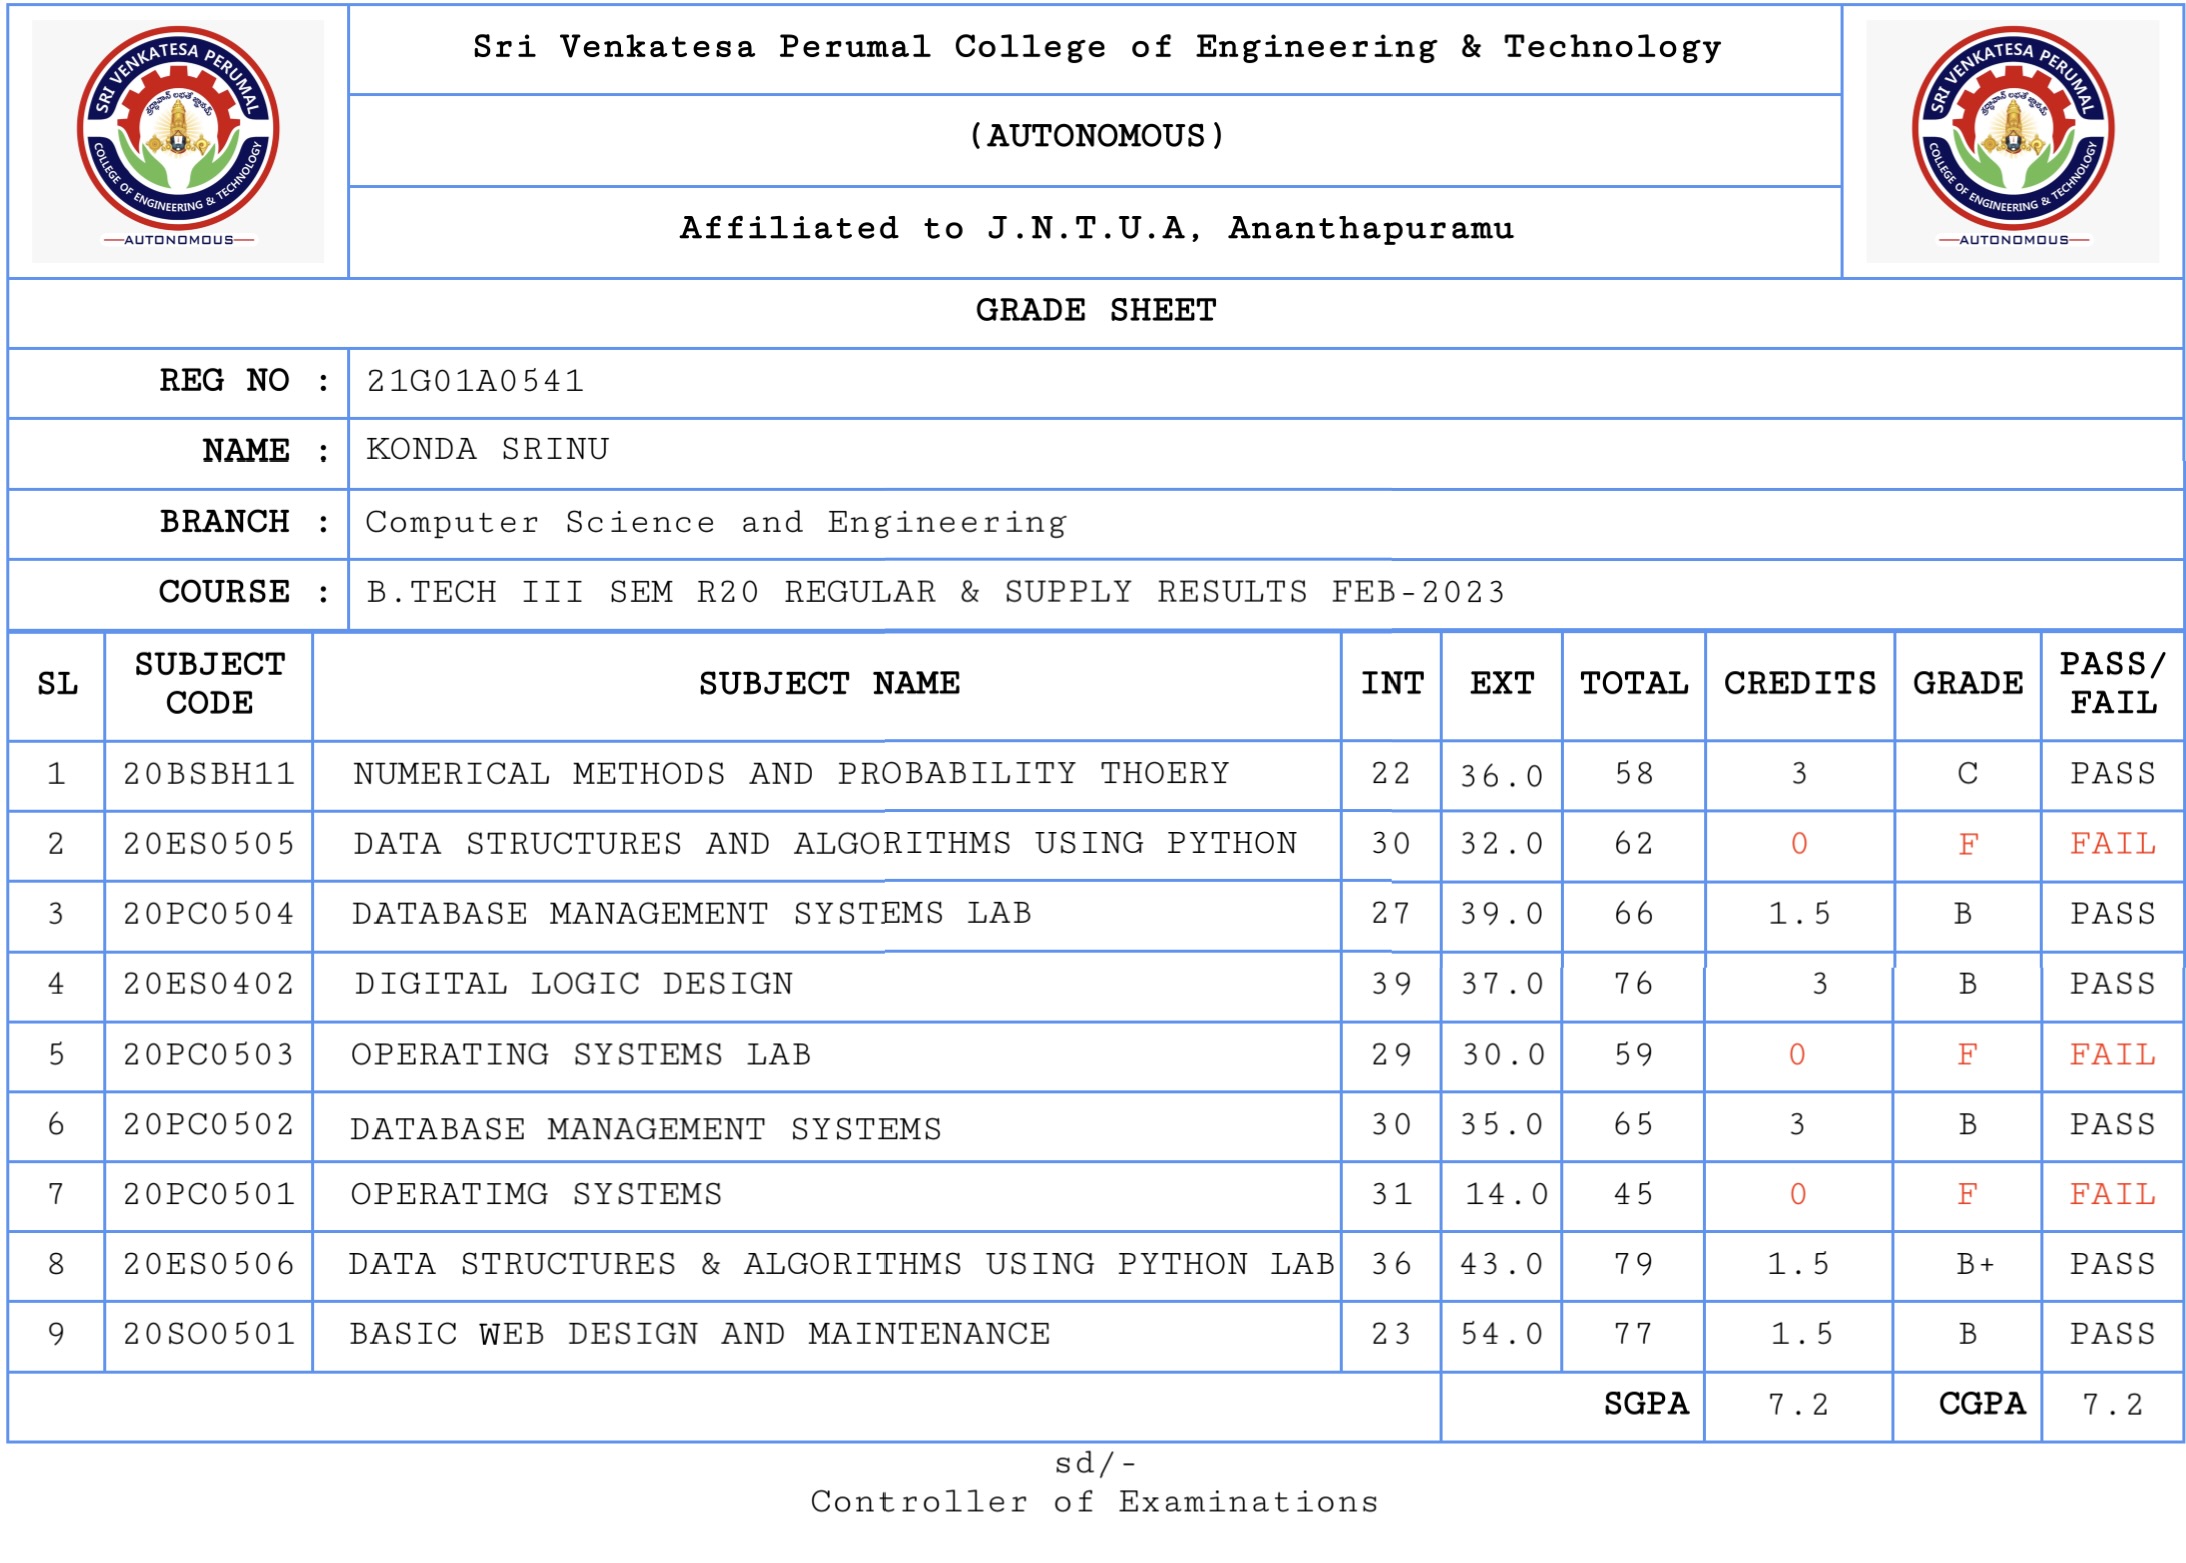 SRI VENKATESA PERUMAL
COLLEGE OF ENGINEERING & TECHNOLOGY
AUTONOMOUS
Sri Venkatesa Perumal College of Engineering & Technology
(AUTONOMOUS)
Affiliated to J.N.T.U.A, Ananthapuramu
SRI VENKATESA PERUMAL
COLLEGE OF ENGINEERING & TECHNOLOGY
AUTONOMOUS
GRADE SHEET
REG NO : 21G01A0541
NAME : KONDA SRINU
BRANCH : Computer Science and Engineering
COURSE : B.TECH III SEM R20 REGULAR & SUPPLY RESULTS FEB-2023
SL SUBJECT CODE SUBJECT NAME INT EXT TOTAL CREDITS GRADE PASS/ FAIL
1 20BSBH11 NUMERICAL METHODS AND PROBABILITY THOERY 22 36.0 58 3 C PASS
2 20ES0505 DATA STRUCTURES AND ALGORITHMS USING PYTHON 30 32.0 62 0 F FAIL
3 20PC0504 DATABASE MANAGEMENT SYSTEMS LAB 27 39.0 66 1.5 B PASS
4 20ES0402 DIGITAL LOGIC DESIGN 39 37.0 76 3 B PASS
5 20PC0503 OPERATING SYSTEMS LAB 29 30.0 59 0 F FAIL
6 20PC0502 DATABASE MANAGEMENT SYSTEMS 30 35.0 65 3 B PASS
7 20PC0501 OPERATIMG SYSTEMS 31 14.0 45 0 F FAIL
8 20ES0506 DATA STRUCTURES & ALGORITHMS USING PYTHON LAB 36 43.0 79 1.5 B+ PASS
9 20SO0501 BASIC WEB DESIGN AND MAINTENANCE 23 54.0 77 1.5 B PASS
SGPA 7.2 CGPA 7.2
sd/-
Controller of Examinations